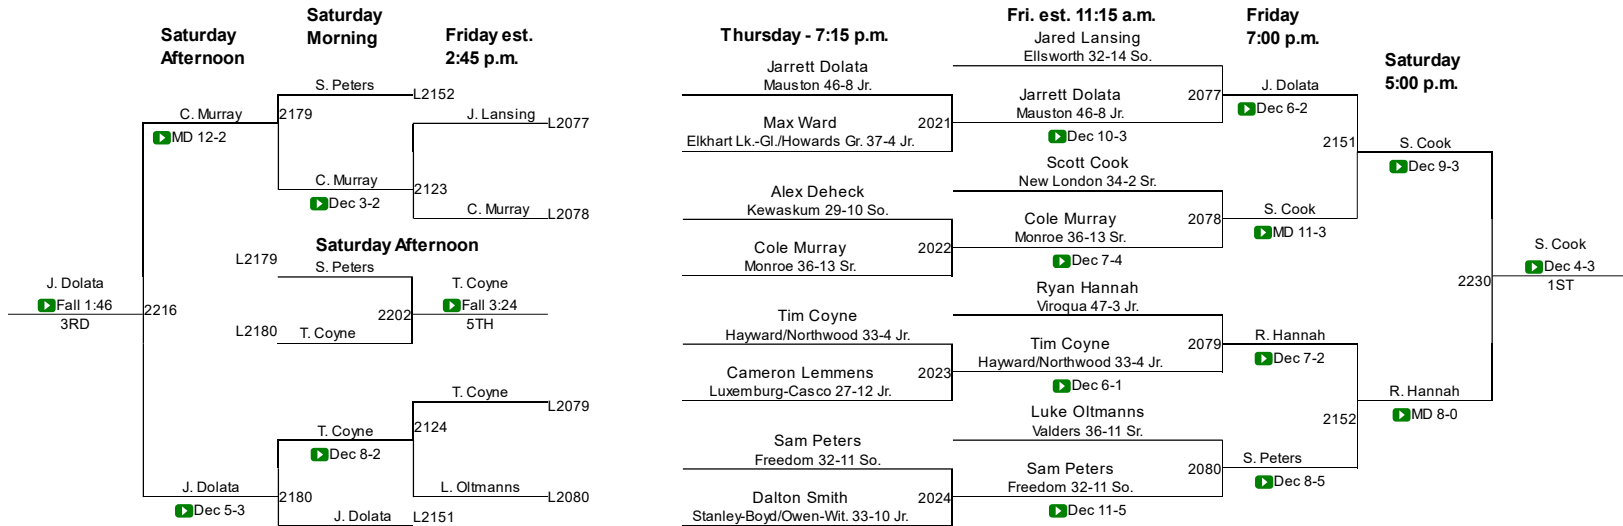 Saturday
Afternoon
Saturday
Morning
Friday est.
2:45 p.m.
S. Peters
L2152
C. Murray
2179
MD 12-2
J. Lansing
L2077
C. Murray
2123
Dec 3-2
C. Murray
L2078
Saturday Afternoon
L2179
S. Peters
J. Dolata
Fall 1:46
3RD
2216
T. Coyne
Fall 3:24
5TH
2202
L2180
T. Coyne
T. Coyne
L2079
T. Coyne
2124
Dec 8-2
J. Dolata
2180
Dec 5-3
L. Oltmanns
L2080
J. Dolata
L2151
Thursday - 7:15 p.m.
Jarrett Dolata
Mauston 46-8 Jr.
Max Ward
2021
Elkhart Lk.-Gl./Howards Gr. 37-4 Jr.
Alex Deheck
Kewaskum 29-10 So.
Cole Murray
2022
Monroe 36-13 Sr.
Tim Coyne
Hayward/Northwood 33-4 Jr.
Cameron Lemmens
2023
Luxemburg-Casco 27-12 Jr.
Sam Peters
Freedom 32-11 So.
Dalton Smith
2024
Stanley-Boyd/Owen-Wit. 33-10 Jr.
Fri. est. 11:15 a.m.
Jared Lansing
Ellsworth 32-14 So.
Jarrett Dolata
2077
Mauston 46-8 Jr.
Dec 10-3
Scott Cook
New London 34-2 Sr.
Cole Murray
2078
Monroe 36-13 Sr.
Dec 7-4
Ryan Hannah
Viroqua 47-3 Jr.
Tim Coyne
2079
Hayward/Northwood 33-4 Jr.
Dec 6-1
Luke Oltmanns
Valders 36-11 Sr.
Sam Peters
2080
Freedom 32-11 So.
Dec 11-5
Friday
7:00 p.m.
J. Dolata
Dec 6-2
2151
S. Cook
MD 11-3
R. Hannah
Dec 7-2
2152
S. Peters
Dec 8-5
Saturday
5:00 p.m.
S. Cook
Dec 9-3
2230
R. Hannah
MD 8-0
S. Cook
Dec 4-3
1ST